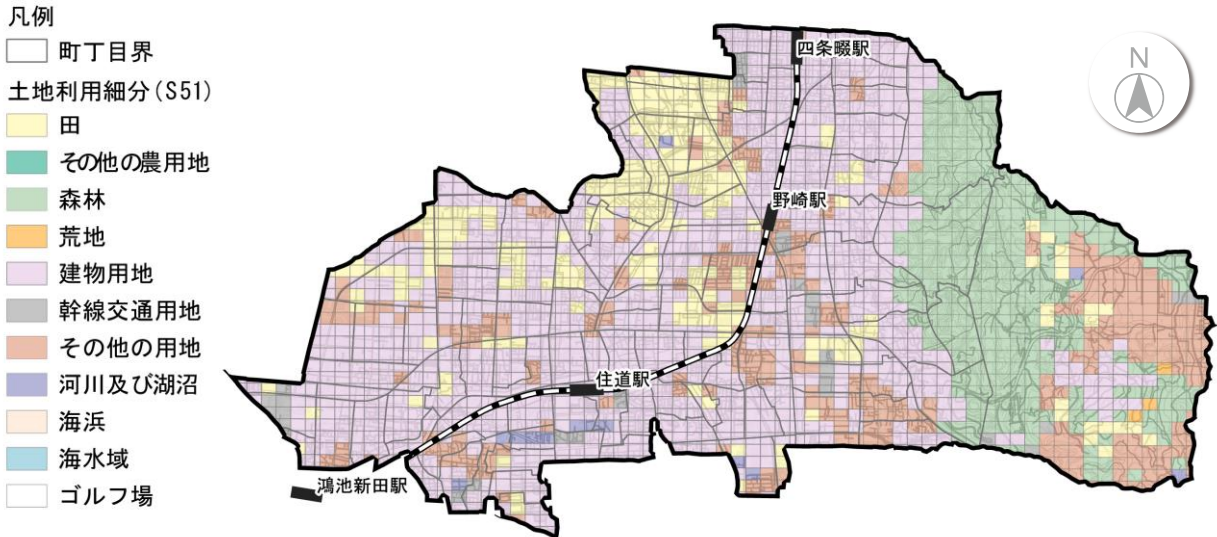 凡例
町丁目界
土地利用細分(S51)
田
その他の農用地
森林
荒地
建物用地
幹線交通用地
その他の用地
河川及び湖沼
海浜
海水域
ゴルフ場
四条畷駅
野崎駅
住道駅
鴻池新田駅
N